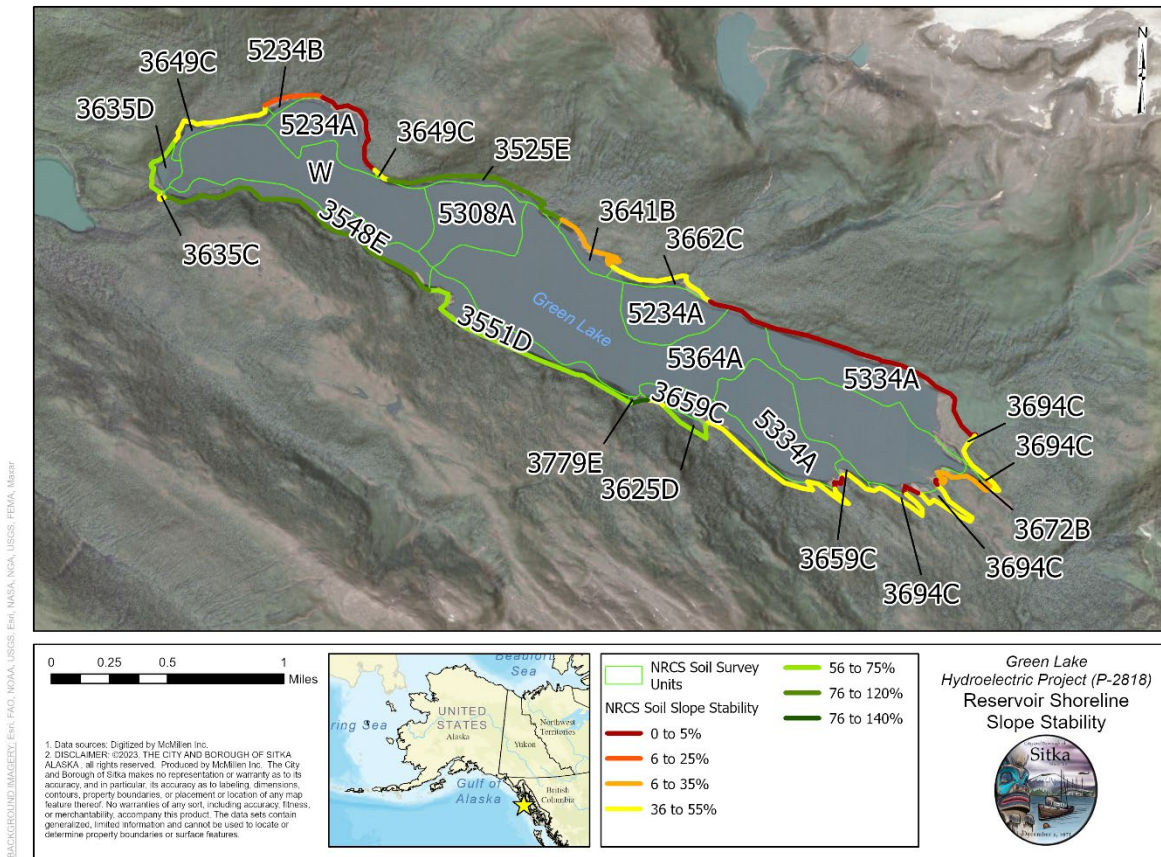 N
5234B
3649C
3635D
5234A
3649C
3525E
W
5308A
3641B
3662C
3548E
3635C
Green Lake
5234A
3551D
5364A
5334A
3659C
3694C
5334A
3694C
3779E
3625D
3672B
3659C
3694C
3694C
BACKGROUND IMAGERY: Esri, FAO, NOAA, USGS, Esri, NASA, NGA, USGS, FEMA, Maxar
0 0.25 0.5 1
Miles
1. Data sources: Digitized by McMillen Inc.
2. DISCLAIMER: ©2023, THE CITY AND BOROUGH OF SITKA
ALASKA , all rights reserved. Produced by McMillen Inc. The City
and Borough of Sitka makes no representation or warranty as to its
accuracy, and in particular, its accuracy as to labeling, dimensions,
contours, property boundaries, or placement or location of any map
feature thereof. No warranties of any sort, including accuracy, fitness,
or merchantability, accompany this product. The data sets contain
generalized, limited information and cannot be used to locate or
determine property boundaries or surface features.
Beaufort
Sea
ring Sea
UNITED
STATES
Alaska
Yukon
Northwest
Territories
Gulf of
Alaska
British
Columbia
NRCS Soil Survey
Units
NRCS Soil Slope Stability
0 to 5%
6 to 25%
6 to 35%
36 to 55%
56 to 75%
76 to 120%
76 to 140%
Green Lake
Hydroelectric Project (P-2818)
Reservoir Shoreline
Slope Stability
City and Borough of
Sitka